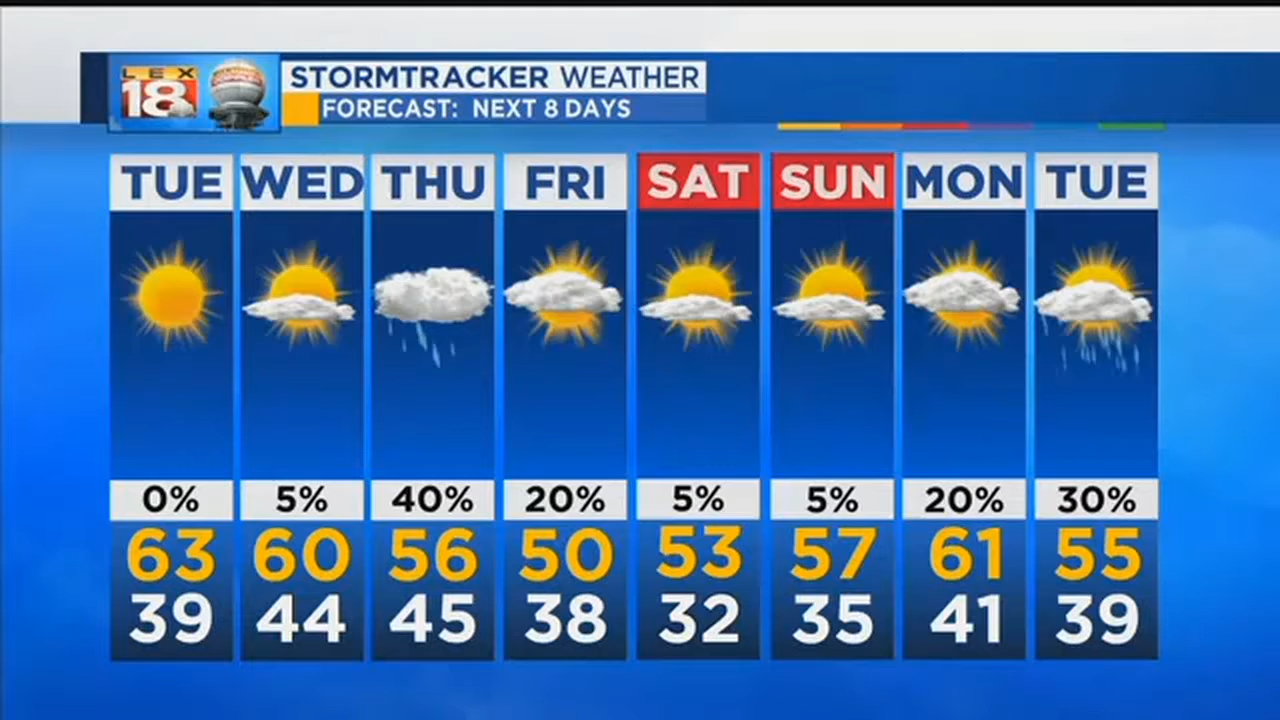 LEX
18
STORMTRACKER WEATHER
FORECAST: NEXT 8 DAYS
TUE WED THU FRI SAT SUN MON TUE
0% 5% 40% 20% 5% 5% 20% 30%
63 60 56 50 53 57 61 55
39 44 45 38 32 35 41 39